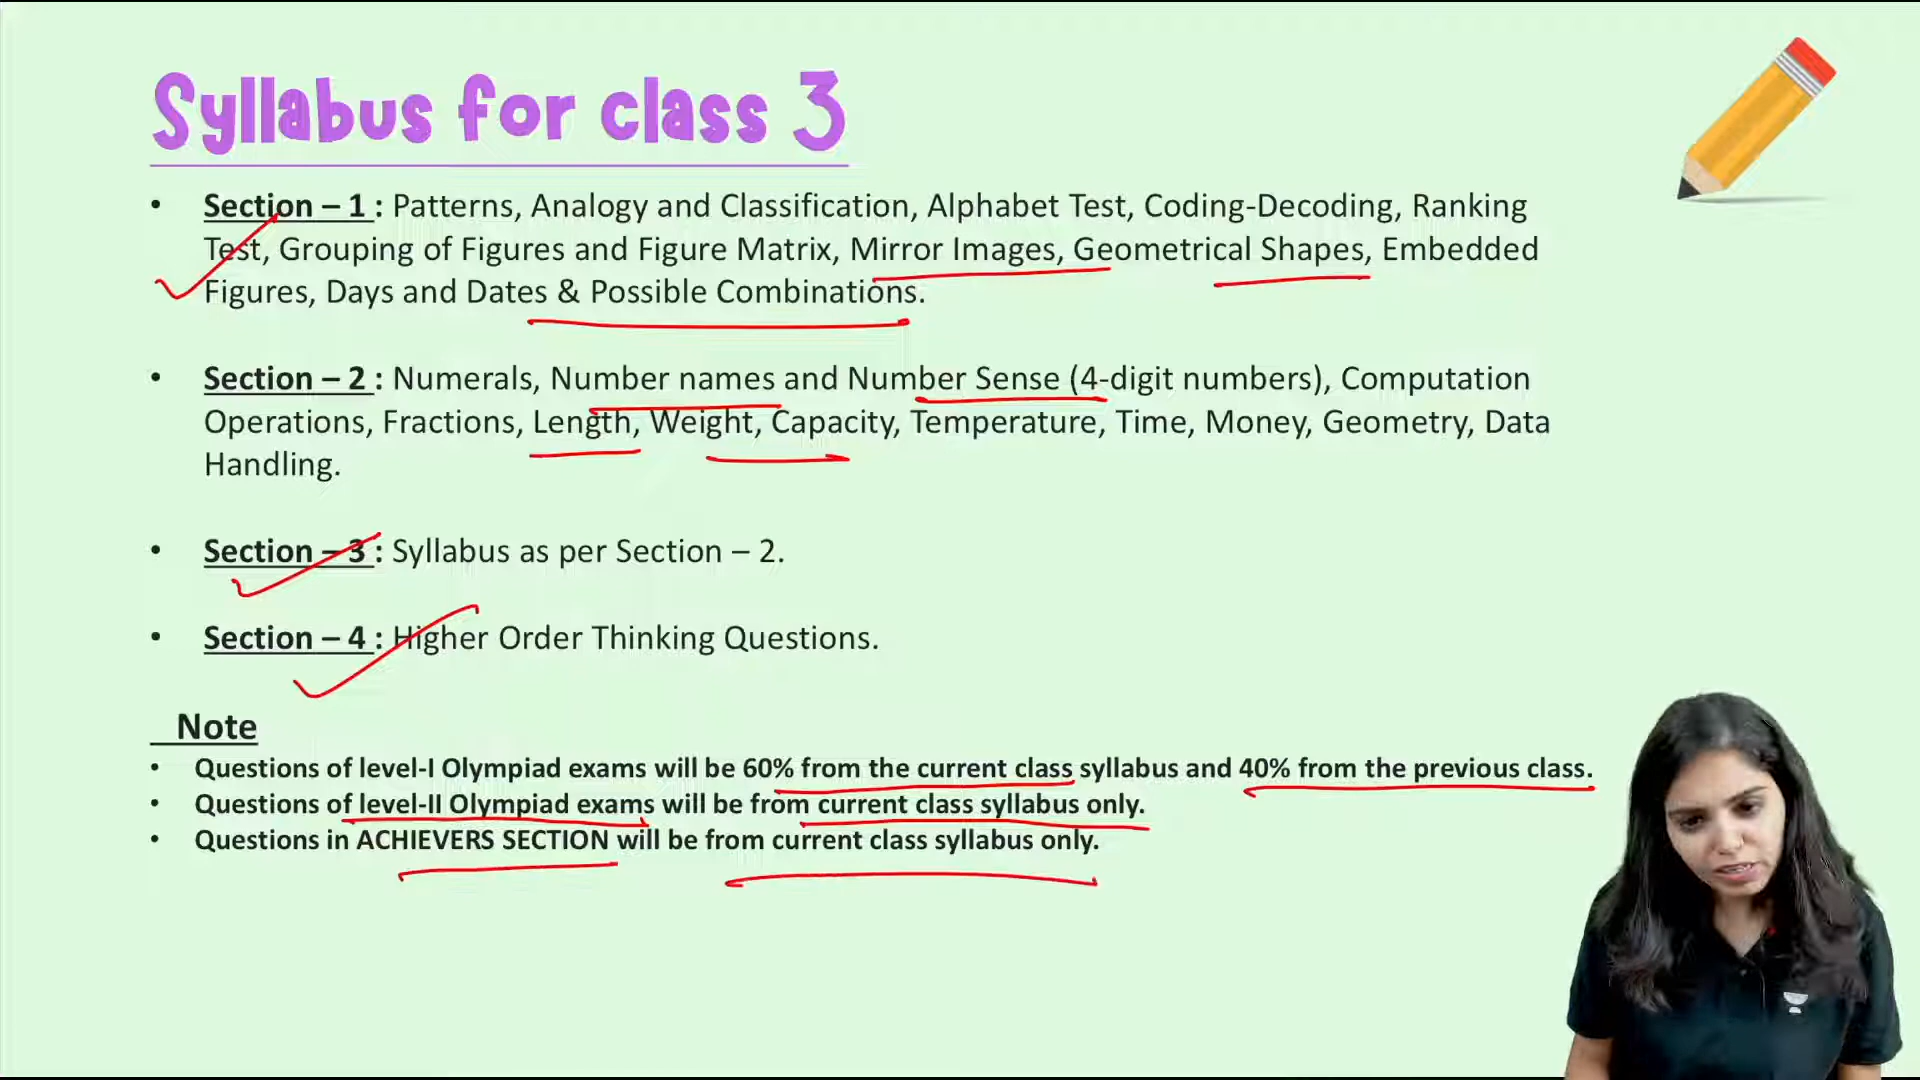 Syllabus for class 3
• Section – 1 : Patterns, Analogy and Classification, Alphabet Test, Coding-Decoding, Ranking
Test, Grouping of Figures and Figure Matrix, Mirror Images, Geometrical Shapes, Embedded
Figures, Days and Dates & Possible Combinations.
• Section – 2 : Numerals, Number names and Number Sense (4-digit numbers), Computation
Operations, Fractions, Length, Weight, Capacity, Temperature, Time, Money, Geometry, Data
Handling.
• Section – 3 : Syllabus as per Section – 2.
• Section – 4 : Higher Order Thinking Questions.
Note
• Questions of level-I Olympiad exams will be 60% from the current class syllabus and 40% from the previous class.
• Questions of level-II Olympiad exams will be from current class syllabus only.
• Questions in ACHIEVERS SECTION will be from current class syllabus only.